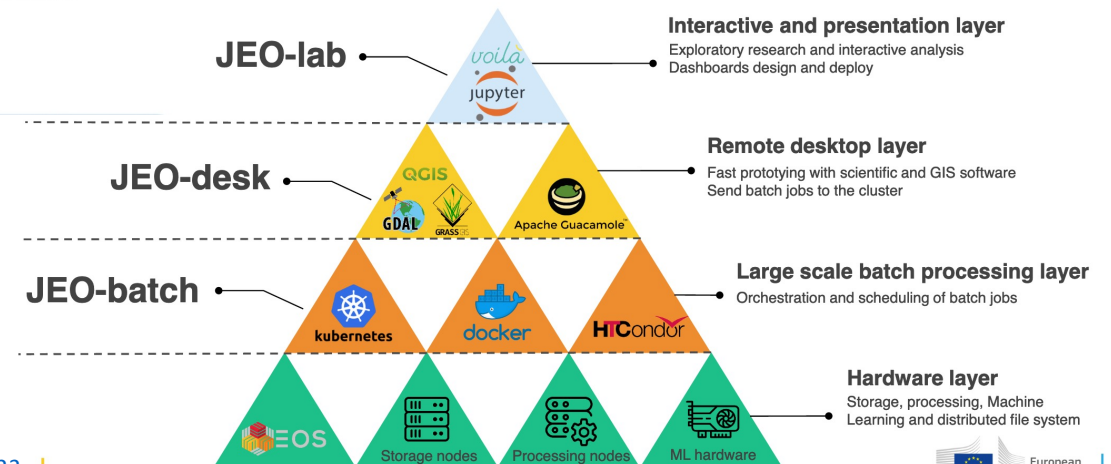 JEO-lab
voilà
jupyter
Interactive and presentation layer
Exploratory research and interactive analysis
Dashboards design and deploy
JEO-desk
QGIS
GDAL
GRASS GIS
Apache Guacamole™
Remote desktop layer
Fast prototying with scientific and GIS software
Send batch jobs to the cluster
JEO-batch
kubernetes
docker
HTCondor
Large scale batch processing layer
Orchestration and scheduling of batch jobs
EOS
Storage nodes
Processing nodes
ML hardware
Hardware layer
Storage, processing, Machine
Learning and distributed file system
European